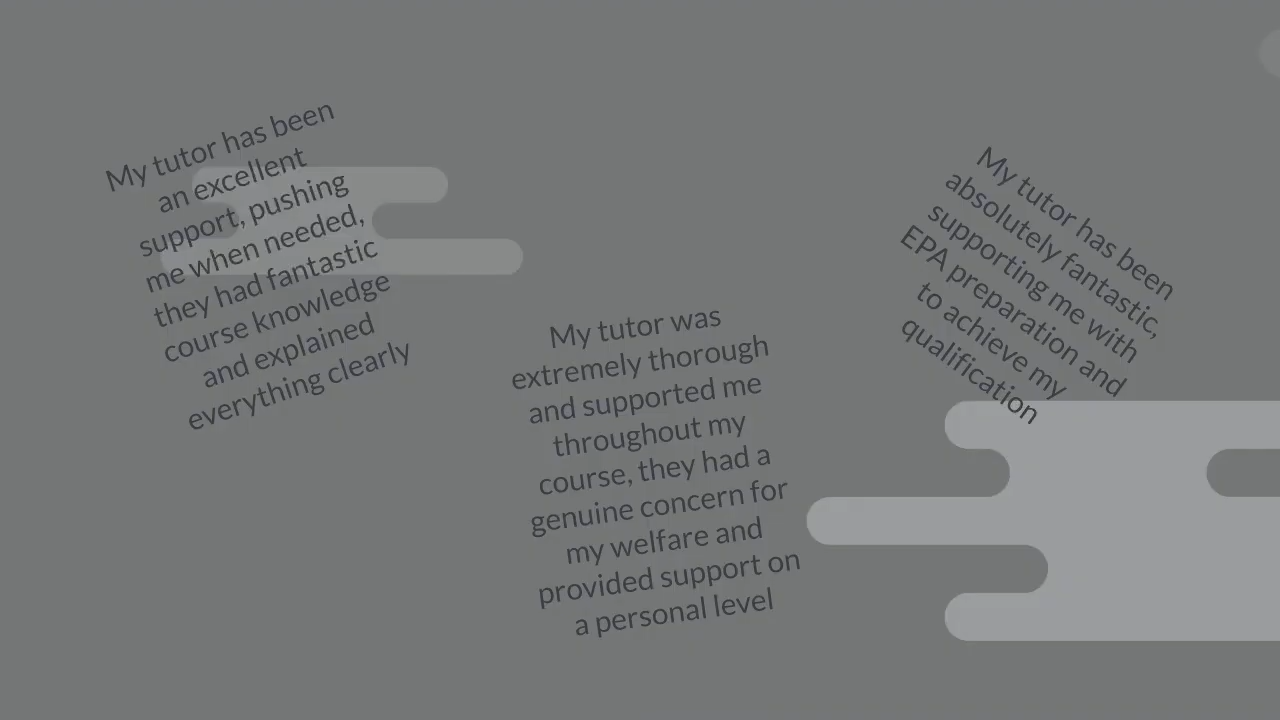 My tutor has been
an excellent
support, pushing
me when needed,
they had fantastic
course knowledge
and explained
everything clearly
My tutor was
extremely thorough
and supported me
throughout my
course, they had a
genuine concern for
my welfare and
provided support on
a personal level
My tutor has been
absolutely fantastic,
supporting me with
EPA preparation and
to achieve my
qualification